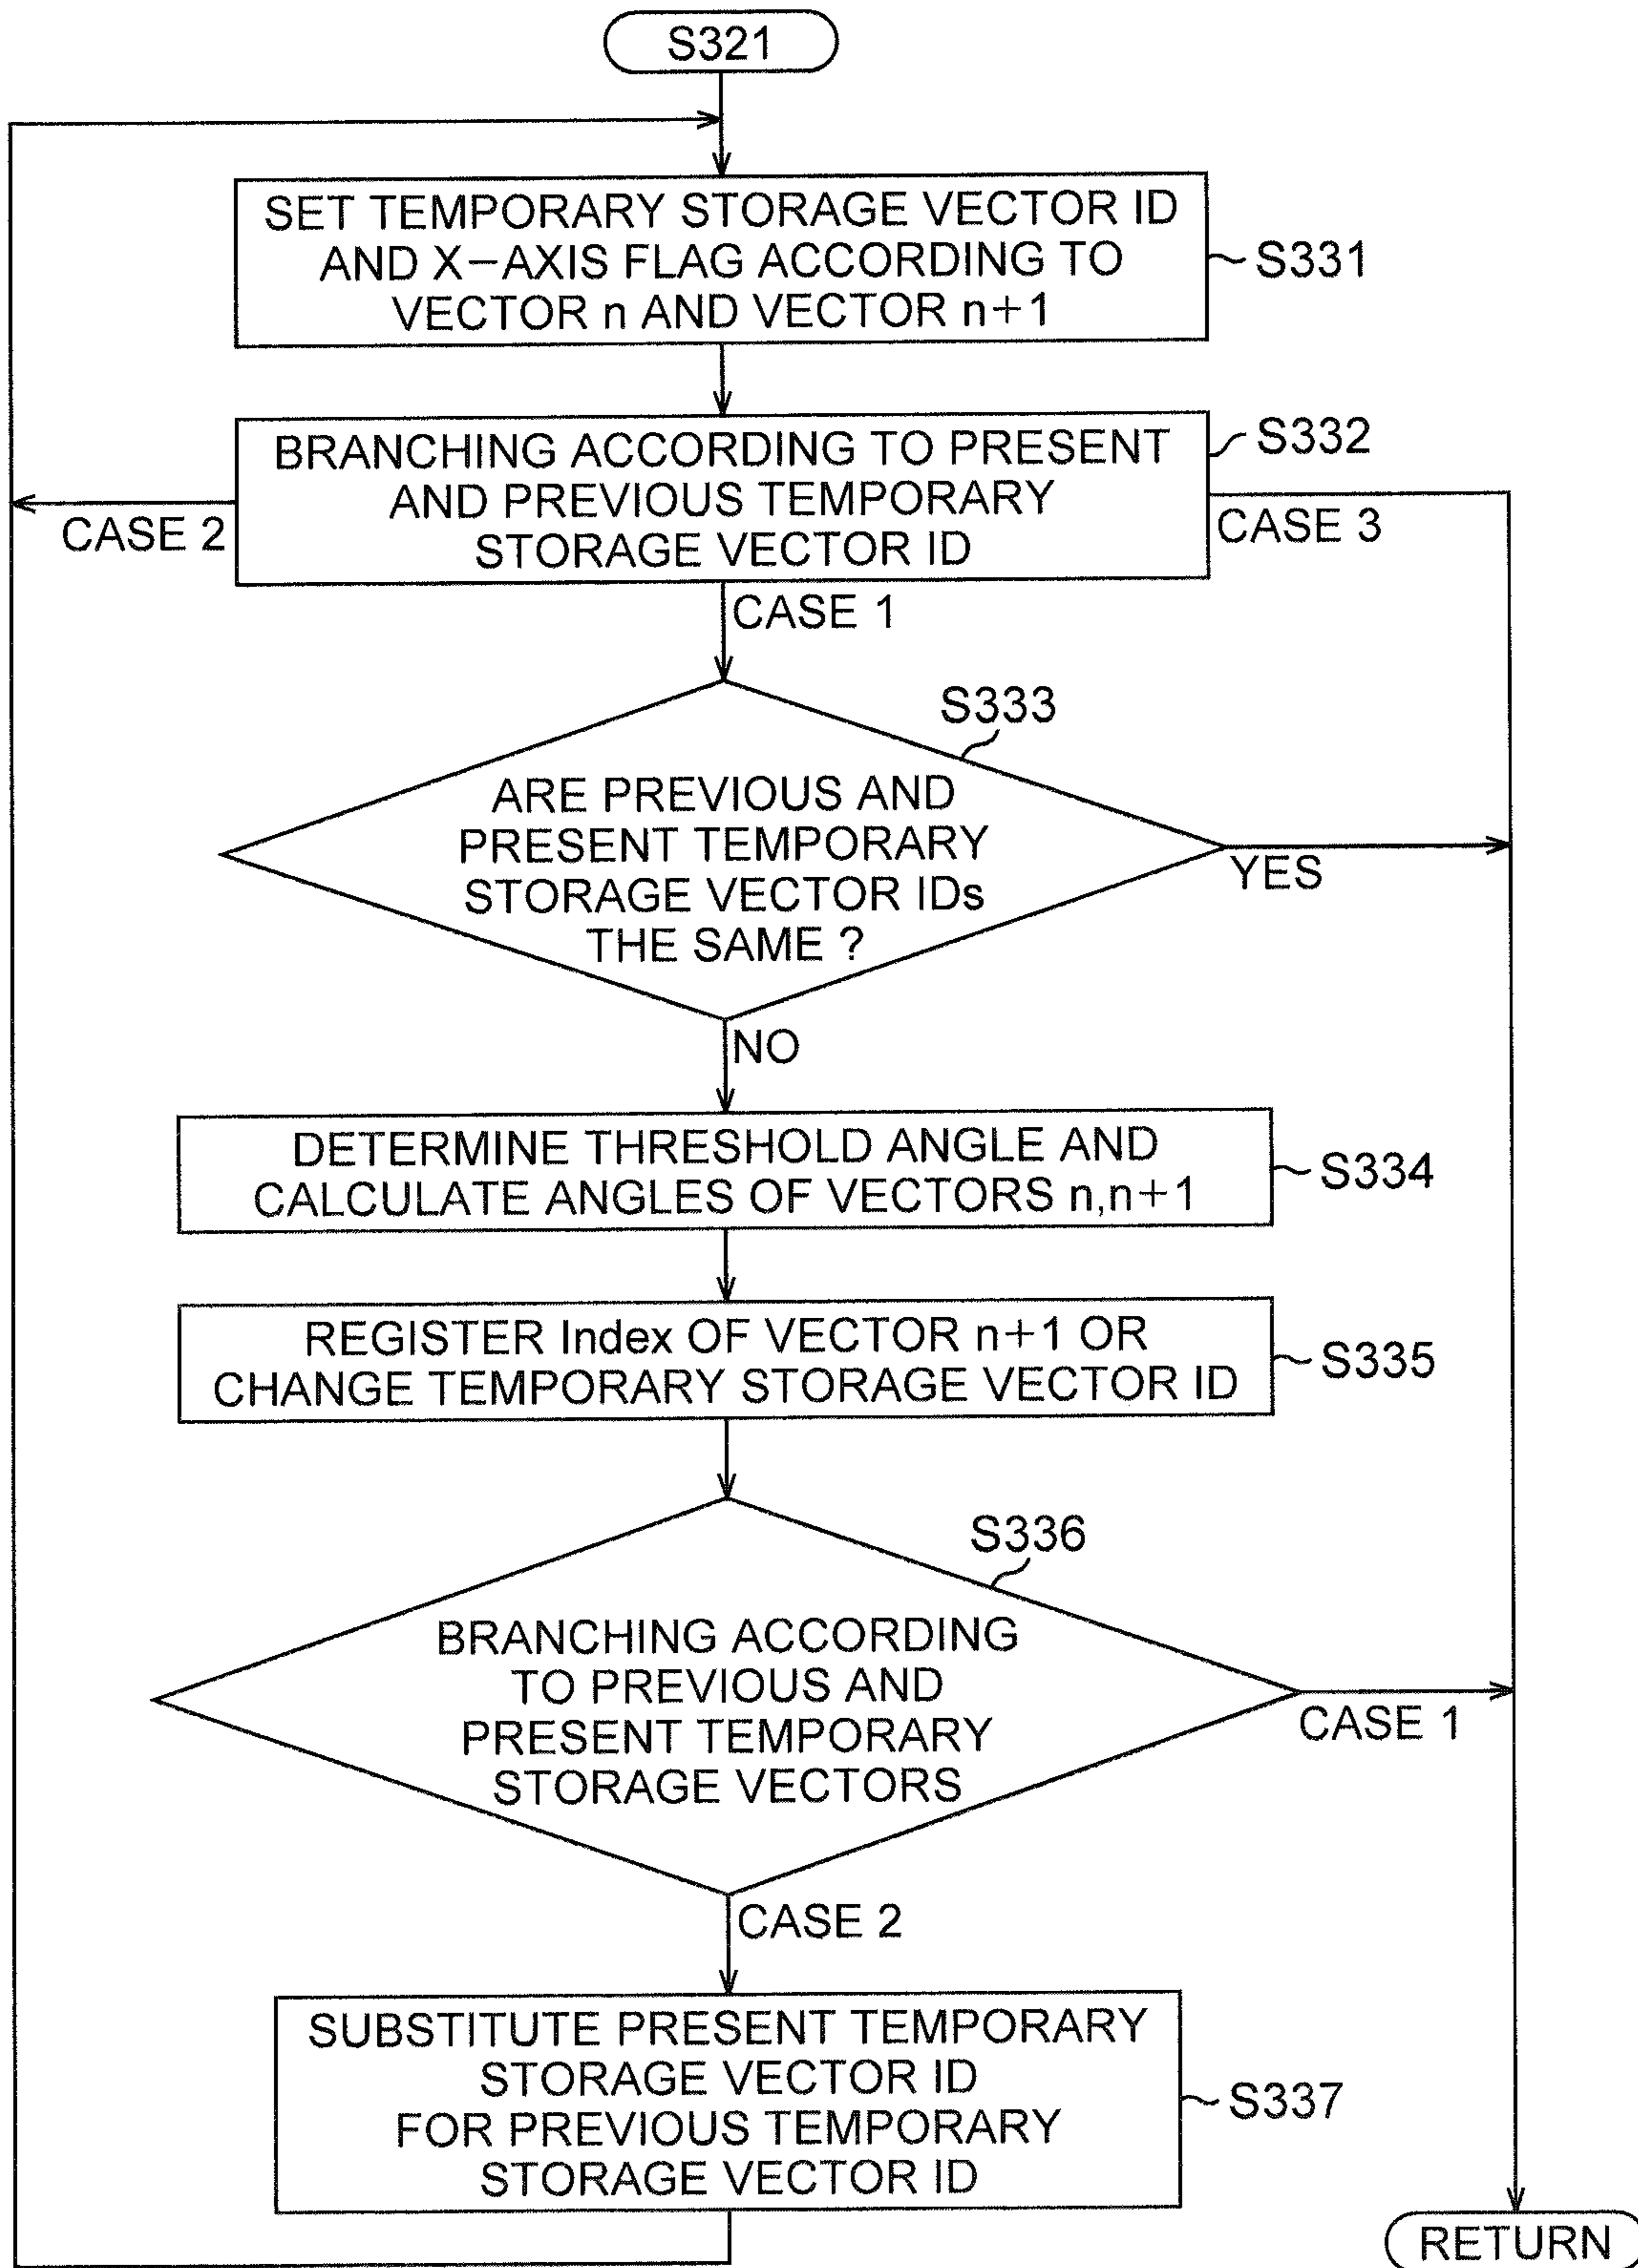 S321
SET TEMPORARY STORAGE VECTOR ID
AND X-AXIS FLAG ACCORDING TO
VECTOR n AND VECTOR n+1
S331
BRANCHING ACCORDING TO PRESENT
AND PREVIOUS TEMPORARY
STORAGE VECTOR ID
S332
CASE 2
CASE 3
CASE 1
S333
ARE PREVIOUS AND
PRESENT TEMPORARY
STORAGE VECTOR IDs
THE SAME ?
YES
NO
DETERMINE THRESHOLD ANGLE AND
CALCULATE ANGLES OF VECTORS n,n+1
S334
REGISTER Index OF VECTOR n+1 OR
CHANGE TEMPORARY STORAGE VECTOR ID
S335
S336
BRANCHING ACCORDING
TO PREVIOUS AND
PRESENT TEMPORARY
STORAGE VECTORS
CASE 1
CASE 2
SUBSTITUTE PRESENT TEMPORARY
STORAGE VECTOR ID
FOR PREVIOUS TEMPORARY
STORAGE VECTOR ID
S337
RETURN